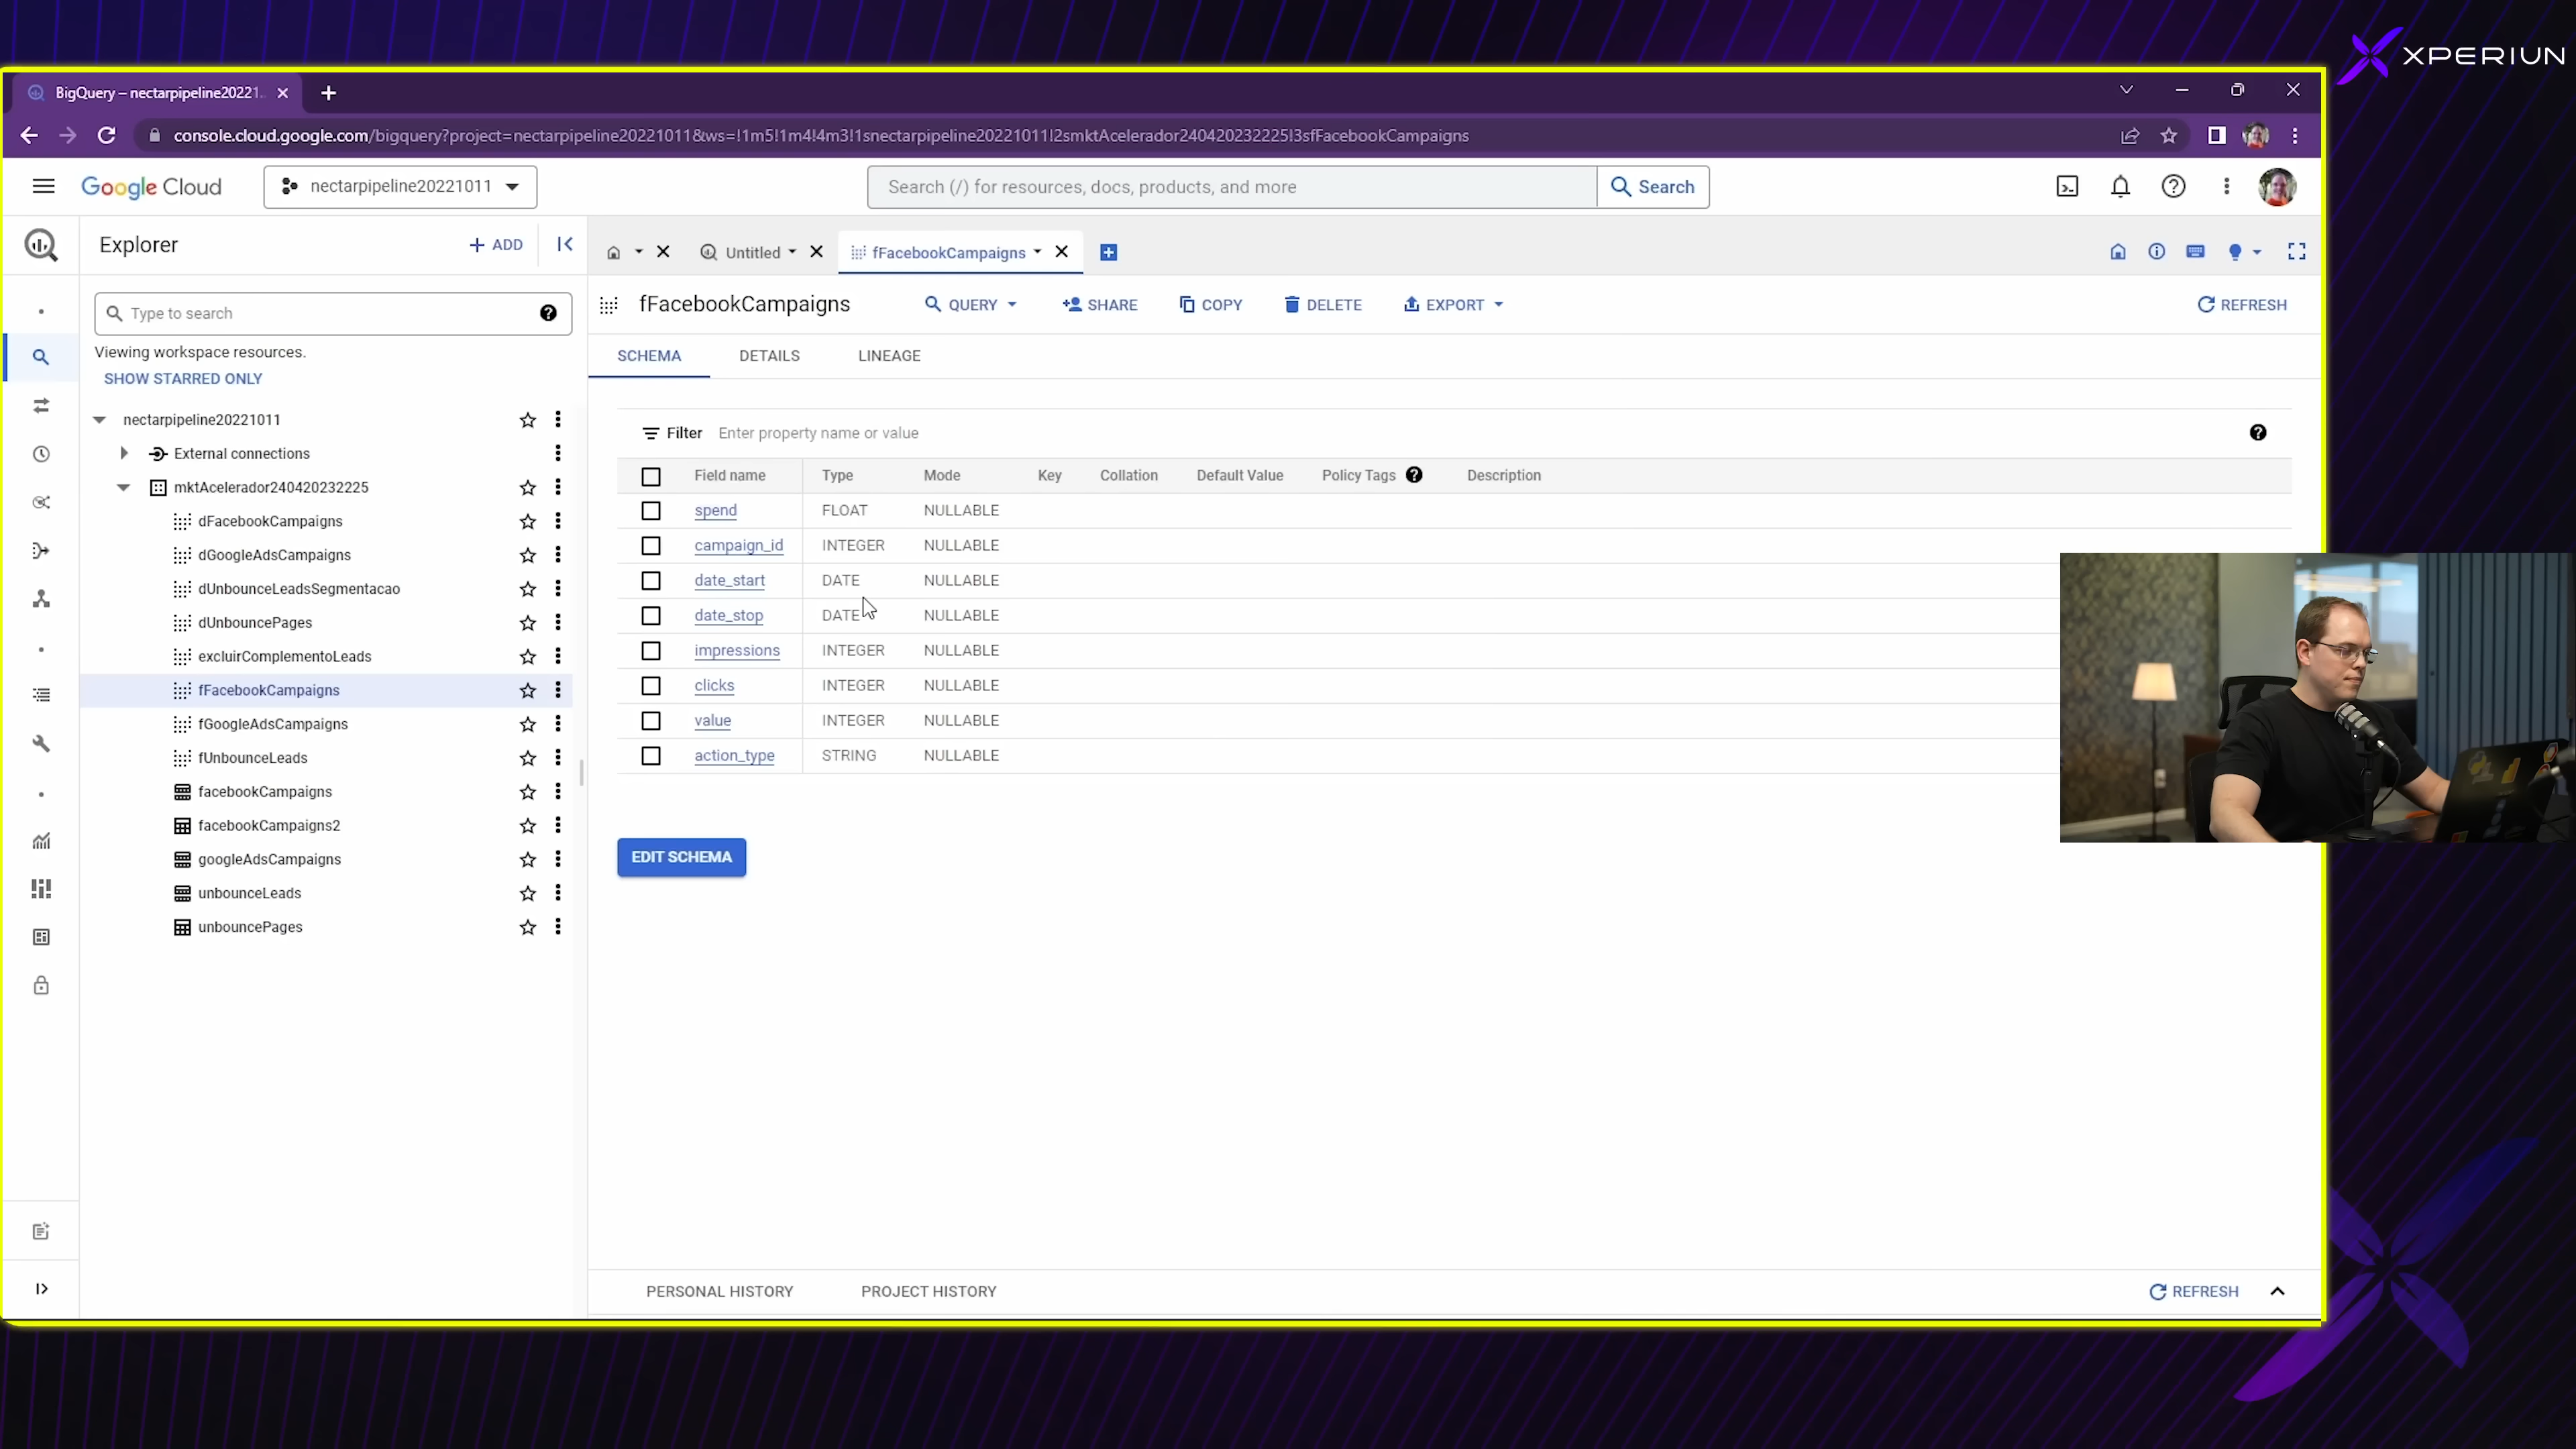 XPERIUN
BigQuery – nectarpipeline20221
console.cloud.google.com/bigquery?project=nectarpipeline20221011&ws=!1m5!1m4!4m3!1snectarpipeline20221011!2smktAcelerador240420232225!3sfFacebookCampaigns
Google Cloud
nectarpipeline20221011
Search (/) for resources, docs, products, and more
Search
Explorer
+ ADD
Untitled
fFacebookCampaigns
Type to search
fFacebookCampaigns
QUERY
SHARE
COPY
DELETE
EXPORT
REFRESH
Viewing workspace resources.
SHOW STARRED ONLY
SCHEMA
DETAILS
LINEAGE
nectarpipeline20221011
External connections
mktAcelerador240420232225
dFacebookCampaigns
dGoogleAdsCampaigns
dUnbounceLeadsSegmentacao
dUnbouncePages
excluirComplementoLeads
fFacebookCampaigns
fGoogleAdsCampaigns
fUnbounceLeads
facebookCampaigns
facebookCampaigns2
googleAdsCampaigns
unbounceLeads
unbouncePages
Filter Enter property name or value
Field name Type Mode Key Collation Default Value Policy Tags Description
spend FLOAT NULLABLE
campaign_id INTEGER NULLABLE
date_start DATE NULLABLE
date_stop DATE NULLABLE
impressions INTEGER NULLABLE
clicks INTEGER NULLABLE
value INTEGER NULLABLE
action_type STRING NULLABLE
EDIT SCHEMA
PERSONAL HISTORY
PROJECT HISTORY
REFRESH